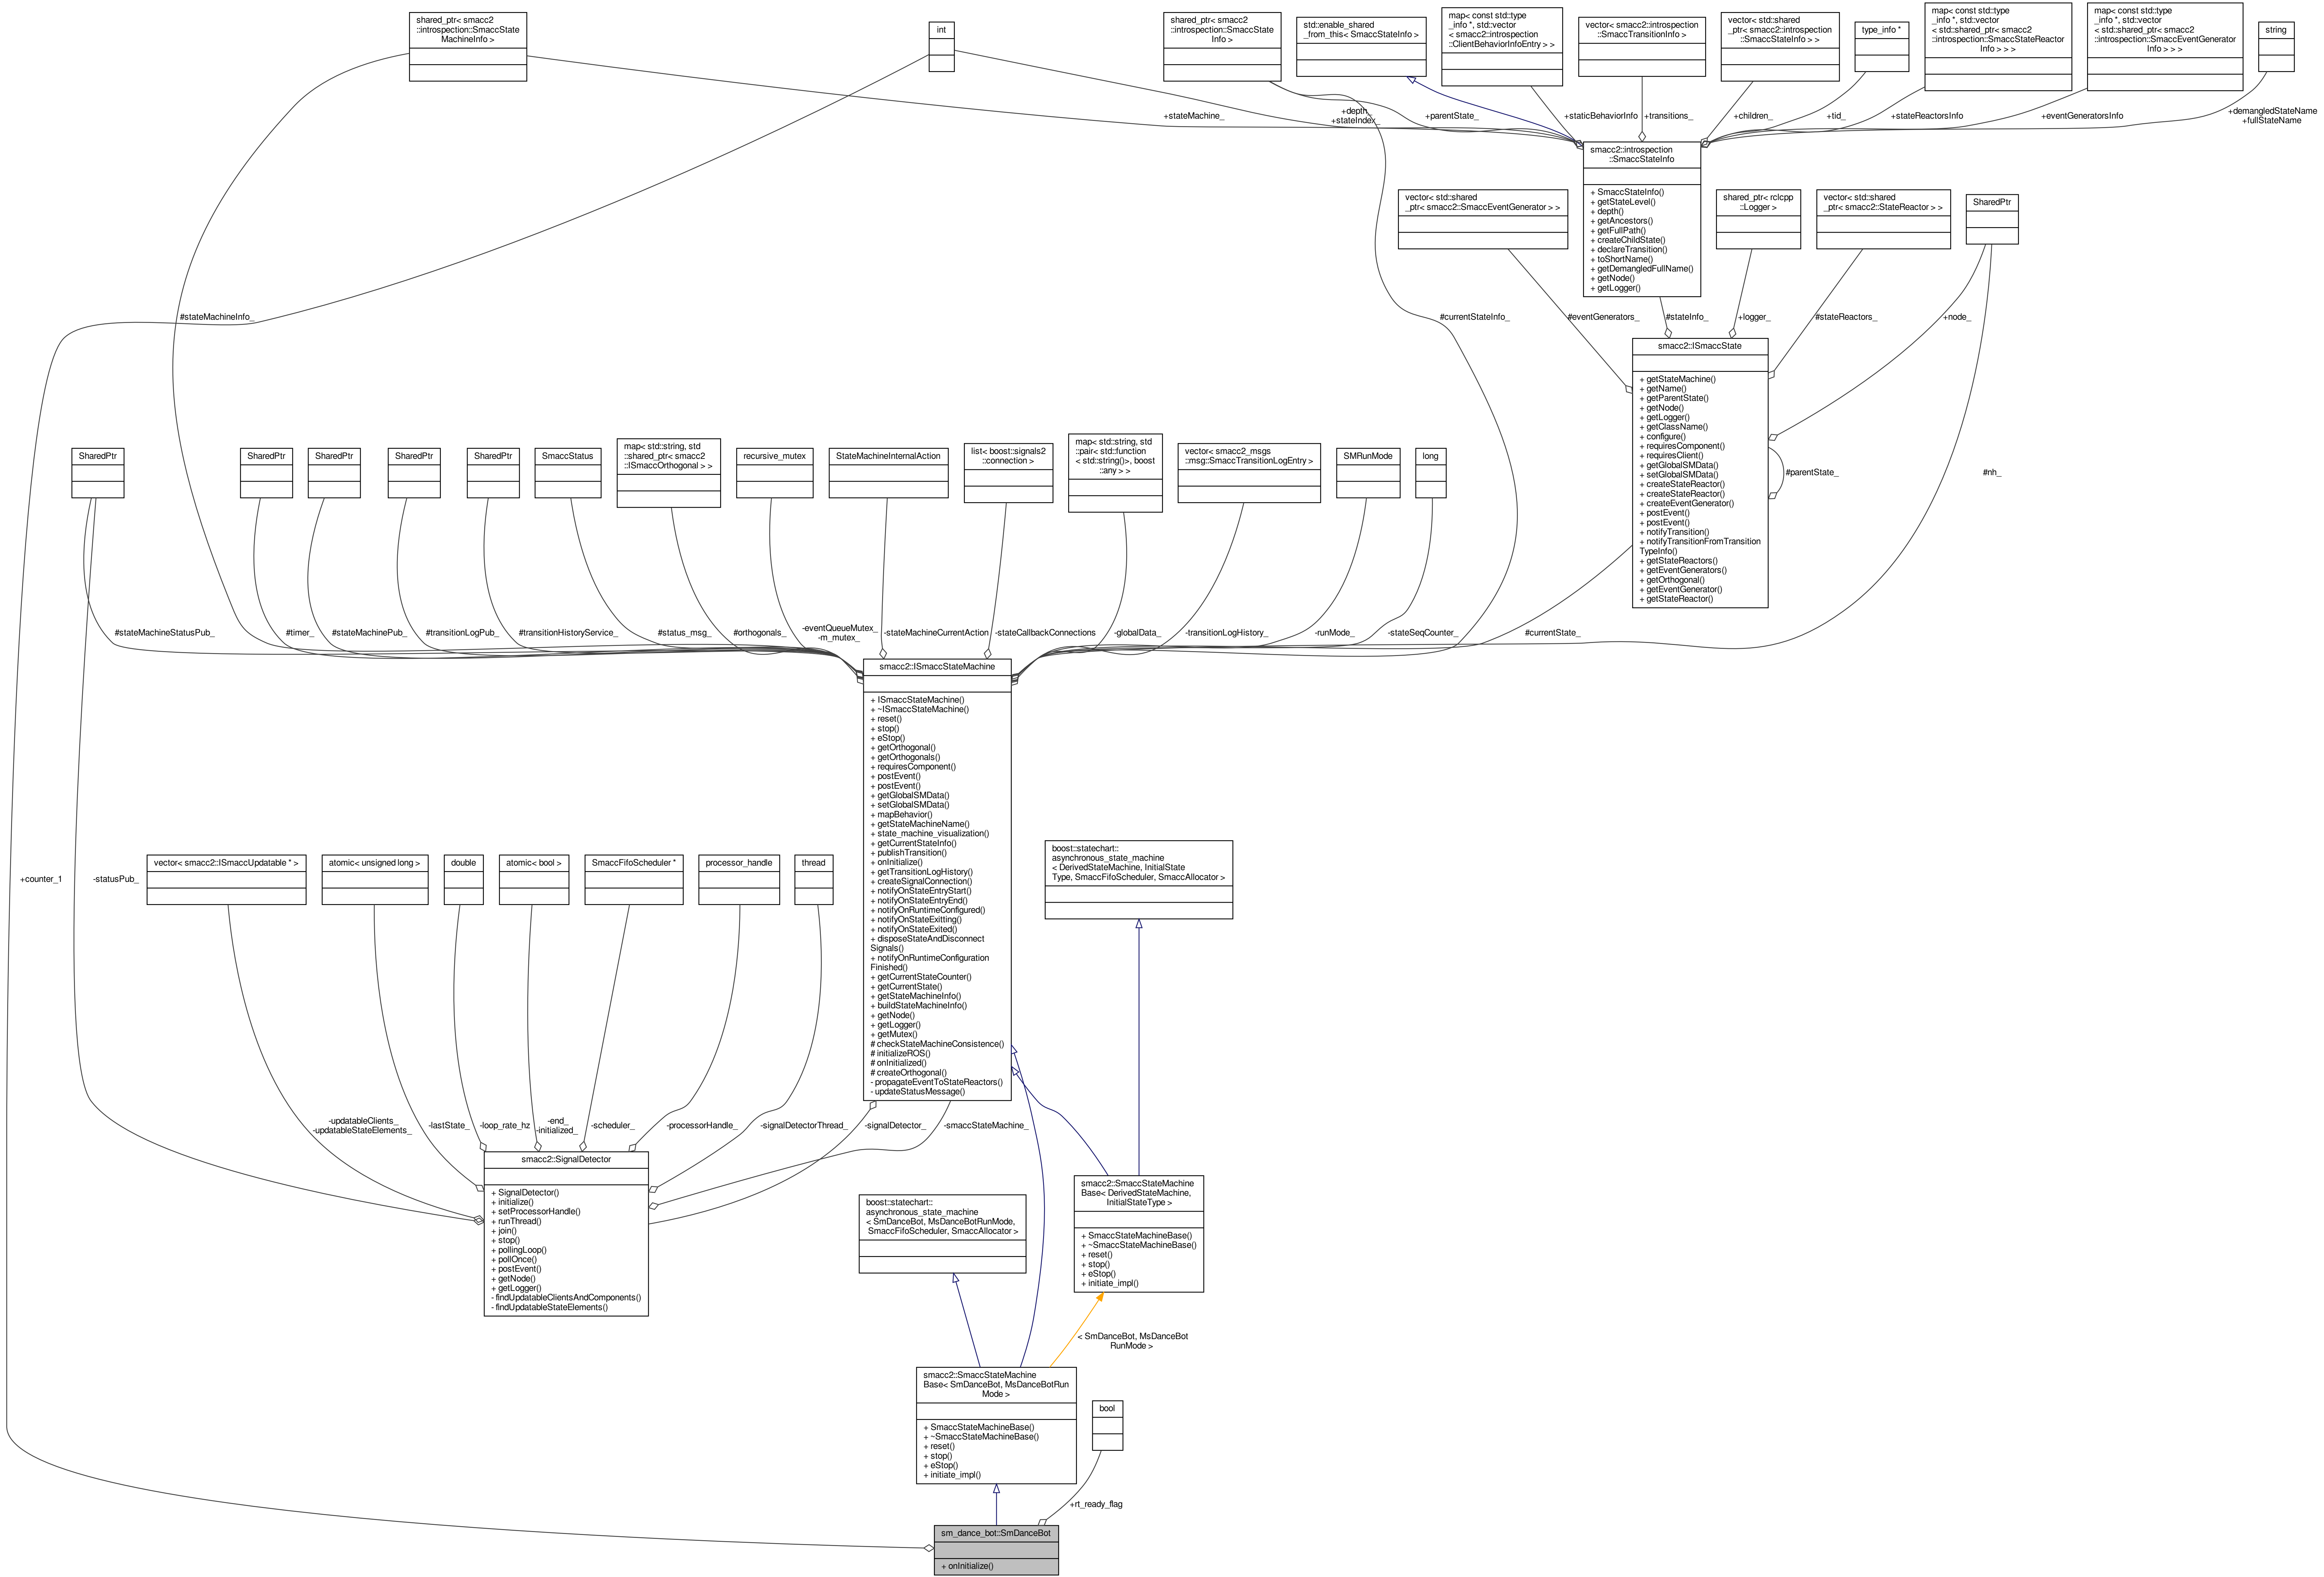 shared_ptr< smacc2
::introspection::SmaccState
MachineInfo >
int
shared_ptr< smacc2
::introspection::SmaccState
Info >
std::enable_shared
_from_this< SmaccStateInfo >
map< const std::type
_info *, std::vector
< smacc2::introspection
::ClientBehaviorInfoEntry > >
vector< smacc2::introspection
::SmaccTransitionInfo >
vector< std::shared
_ptr< smacc2::introspection
::SmaccStateInfo > >
type_info *
map< const std::type
_info *, std::vector
< std::shared_ptr< smacc2
::introspection::SmaccStateReactor
Info > > >
map< const std::type
_info *, std::vector
< std::shared_ptr< smacc2
::introspection::SmaccEventGenerator
Info > > >
string
+stateMachine_
+depth_
+stateIndex_
+parentState_
+staticBehaviorInfo
+transitions_
+children_
+tid_
+stateReactorsInfo
+eventGeneratorsInfo
+demangledStateName
+fullStateName
smacc2::introspection
::SmaccStateInfo
+ SmaccStateInfo()
+ getStateLevel()
+ depth()
+ getAncestors()
+ getFullPath()
+ createChildState()
+ declareTransition()
+ toShortName()
+ getDemangledFullName()
+ getNode()
+ getLogger()
vector< std::shared
_ptr< smacc2::SmaccEventGenerator > >
shared_ptr< rclcpp
::Logger >
vector< std::shared
_ptr< smacc2::StateReactor > >
SharedPtr
#stateMachineInfo_
#currentStateInfo_
#eventGenerators_
#stateInfo_
+logger_
#stateReactors_
+node_
smacc2::ISmaccState
+ getStateMachine()
+ getName()
+ getParentState()
+ getNode()
+ getLogger()
+ getClassName()
+ configure()
+ requiresComponent()
+ requiresClient()
+ getGlobalSMData()
+ setGlobalSMData()
+ createStateReactor()
+ createStateReactor()
+ createEventGenerator()
+ postEvent()
+ postEvent()
+ notifyTransition()
+ notifyTransitionFromTransition
TypeInfo()
+ getStateReactors()
+ getEventGenerators()
+ getOrthogonal()
+ getEventGenerator()
+ getStateReactor()
#parentState_
#nh_
SharedPtr
SharedPtr
SharedPtr
SharedPtr
SharedPtr
SmaccStatus
map< std::string, std
::shared_ptr< smacc2
::ISmaccOrthogonal > >
recursive_mutex
StateMachineInternalAction
list< boost::signals2
::connection >
map< std::string, std
::pair< std::function
< std::string()>, boost
::any > >
vector< smacc2_msgs
::msg::SmaccTransitionLogEntry >
SMRunMode
long
#stateMachineStatusPub_
#timer_
#stateMachinePub_
#transitionLogPub_
#transitionHistoryService_
#status_msg_
#orthogonals_
-eventQueueMutex_
-m_mutex_
-stateMachineCurrentAction
-stateCallbackConnections
-globalData_
-transitionLogHistory_
-runMode_
-stateSeqCounter_
#currentState_
smacc2::ISmaccStateMachine
+ ISmaccStateMachine()
+ ~ISmaccStateMachine()
+ reset()
+ stop()
+ eStop()
+ getOrthogonal()
+ getOrthogonals()
+ requiresComponent()
+ postEvent()
+ postEvent()
+ getGlobalSMData()
+ setGlobalSMData()
+ mapBehavior()
+ getStateMachineName()
+ state_machine_visualization()
+ getCurrentStateInfo()
+ publishTransition()
+ onInitialize()
+ getTransitionLogHistory()
+ createSignalConnection()
+ notifyOnStateEntryStart()
+ notifyOnStateEntryEnd()
+ notifyOnRuntimeConfigured()
+ notifyOnStateExitting()
+ notifyOnStateExited()
+ disposeStateAndDisconnect
Signals()
+ notifyOnRuntimeConfiguration
Finished()
+ getCurrentStateCounter()
+ getCurrentState()
+ getStateMachineInfo()
+ buildStateMachineInfo()
+ getNode()
+ getLogger()
+ getMutex()
# checkStateMachineConsistence()
# initializeROS()
# onInitialized()
# createOrthogonal()
- propagateEventToStateReactors()
- updateStatusMessage()
+counter_1
-statusPub_
vector< smacc2::ISmaccUpdatable * >
atomic< unsigned long >
double
atomic< bool >
SmaccFifoScheduler *
processor_handle
thread
boost::statechart::
asynchronous_state_machine
< DerivedStateMachine, InitialState
Type, SmaccFifoScheduler, SmaccAllocator >
-updatableClients_
-updatableStateElements_
-lastState_
-loop_rate_hz
-end_
-initialized_
-scheduler_
-processorHandle_
-signalDetectorThread_
-signalDetector_
-smaccStateMachine_
smacc2::SignalDetector
+ SignalDetector()
+ initialize()
+ setProcessorHandle()
+ runThread()
+ join()
+ stop()
+ pollingLoop()
+ pollOnce()
+ postEvent()
+ getNode()
+ getLogger()
- findUpdatableClientsAndComponents()
- findUpdatableStateElements()
boost::statechart::
asynchronous_state_machine
< SmDanceBot, MsDanceBotRunMode,
SmaccFifoScheduler, SmaccAllocator >
smacc2::SmaccStateMachine
Base< DerivedStateMachine,
InitialStateType >
+ SmaccStateMachineBase()
+ ~SmaccStateMachineBase()
+ reset()
+ stop()
+ eStop()
+ initiate_impl()
< SmDanceBot, MsDanceBot
RunMode >
smacc2::SmaccStateMachine
Base< SmDanceBot, MsDanceBotRun
Mode >
+ SmaccStateMachineBase()
+ ~SmaccStateMachineBase()
+ reset()
+ stop()
+ eStop()
+ initiate_impl()
bool
+rt_ready_flag
sm_dance_bot::SmDanceBot
+ onInitialize()